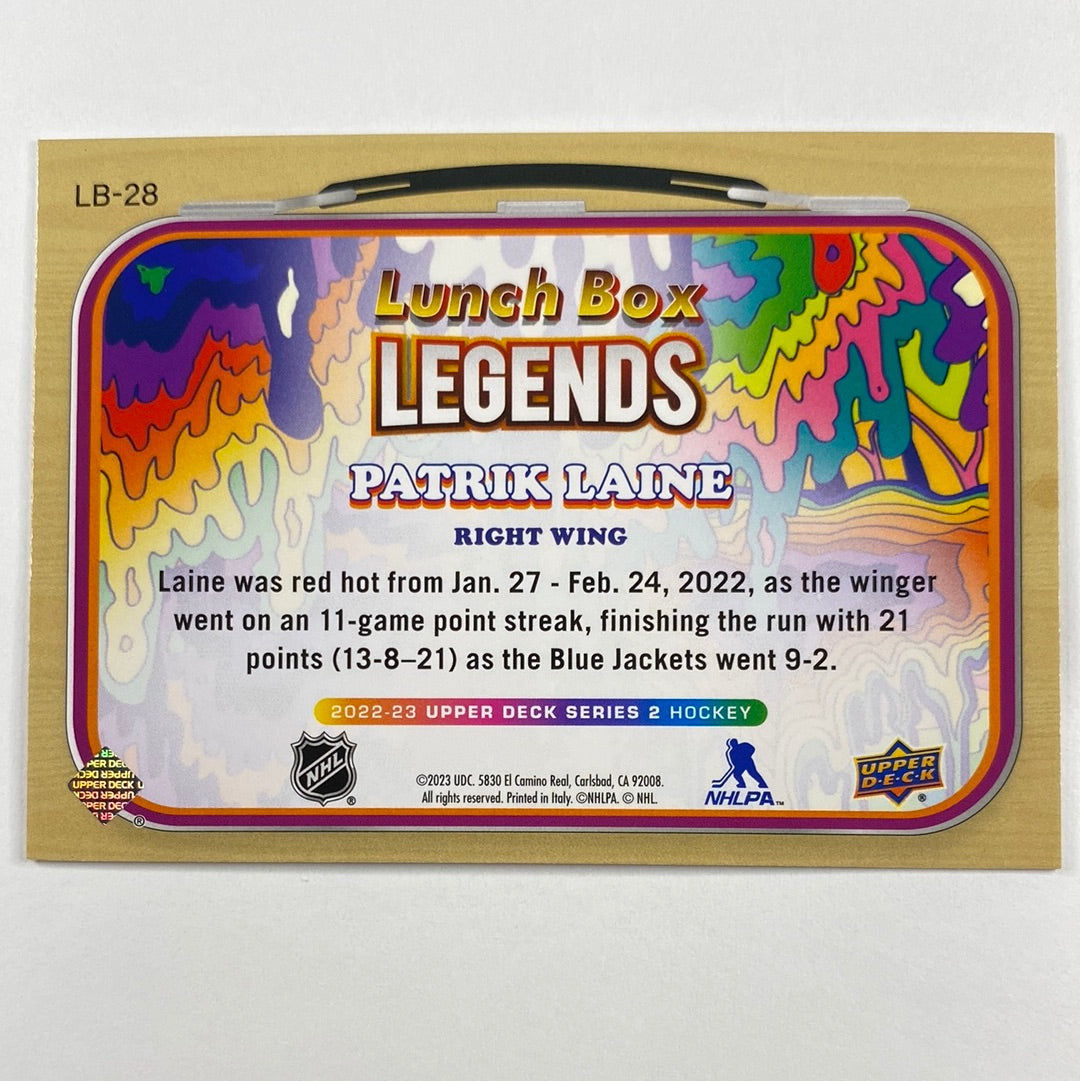 LB-28
Lunch Box
LEGENDS
PATRIK LAINE
RIGHT WING
Laine was red hot from Jan. 27 - Feb. 24, 2022, as the winger
went on an 11-game point streak, finishing the run with 21
points (13-8–21) as the Blue Jackets went 9-2.
2022-23 UPPER DECK SERIES 2 HOCKEY
NHL
®
©2023 UDC. 5830 El Camino Real, Carlsbad, CA 92008.
All rights reserved. Printed in Italy. ©NHLPA. © NHL.
NHLPA™
UPPER
D•E•C•K
®
UPPER DECK
®